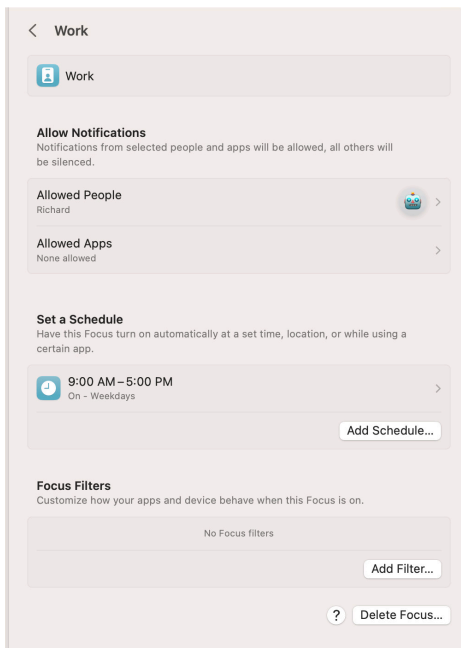 Work
Work
Allow Notifications
Notifications from selected people and apps will be allowed, all others will
be silenced.
Allowed People
Richard
Allowed Apps
None allowed
Set a Schedule
Have this Focus turn on automatically at a set time, location, or while using a
certain app.
9:00 AM – 5:00 PM
On - Weekdays
Add Schedule...
Focus Filters
Customize how your apps and device behave when this Focus is on.
No Focus filters
Add Filter...
? Delete Focus...